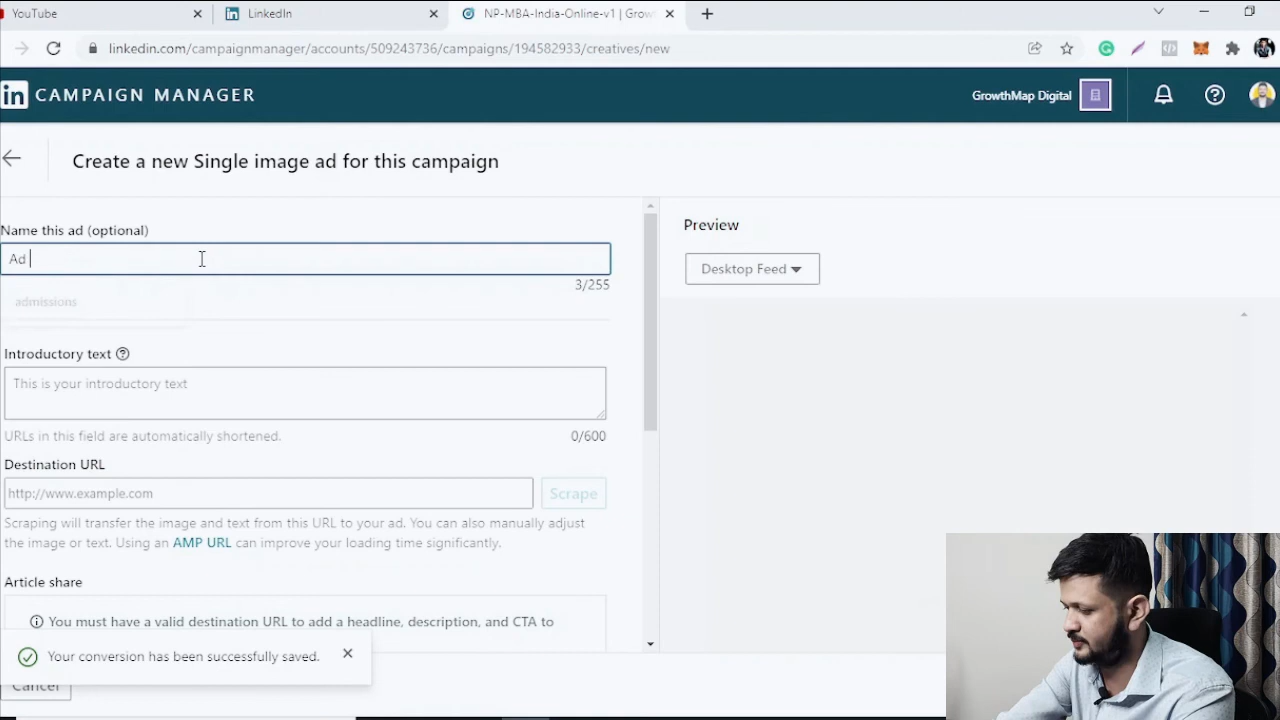 YouTube
LinkedIn
NP-MBA-India-Online-v1 | Grow
linkedin.com/campaignmanager/accounts/509243736/campaigns/194582933/creatives/new
in CAMPAIGN MANAGER
GrowthMap Digital
Create a new Single image ad for this campaign
Name this ad (optional)
Ad
3/255
admissions
Introductory text
This is your introductory text
URLs in this field are automatically shortened.
0/600
Destination URL
http://www.example.com
Scrape
Scraping will transfer the image and text from this URL to your ad. You can also manually adjust
the image or text. Using an AMP URL can improve your loading time significantly.
Article share
You must have a valid destination URL to add a headline, description, and CTA to
Your conversion has been successfully saved.
Cancel
Preview
Desktop Feed